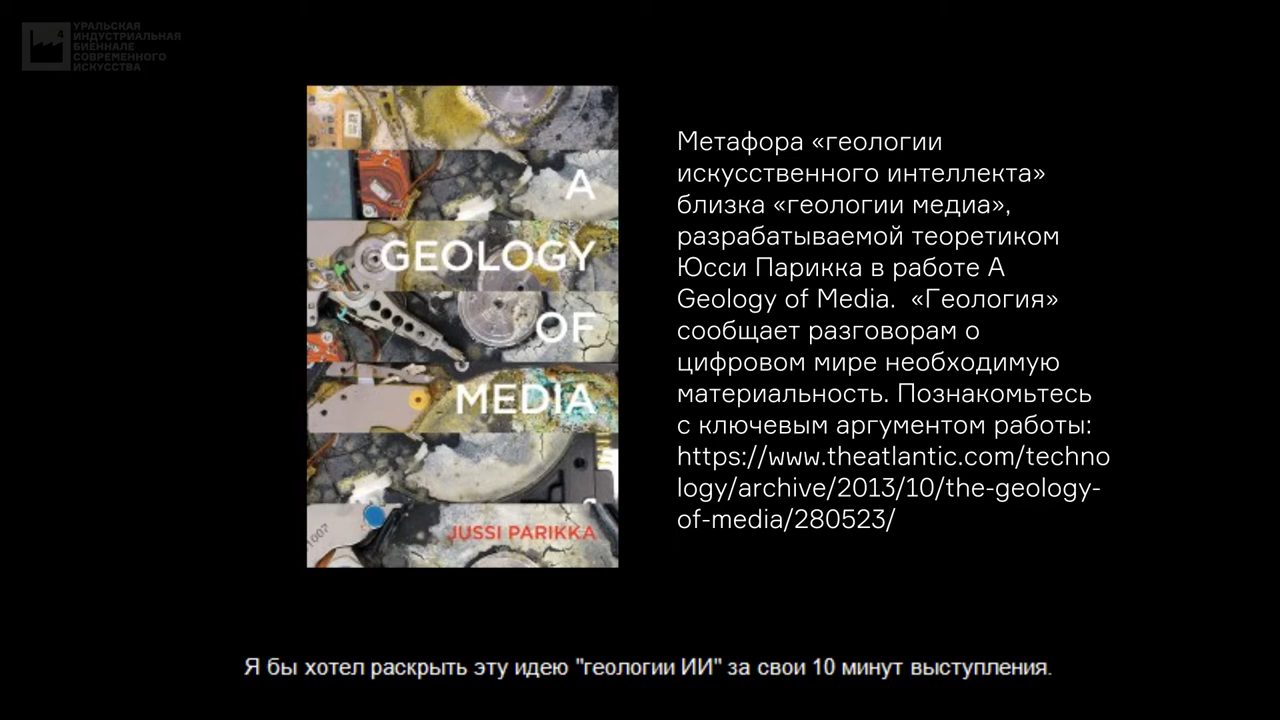 УРАЛЬСКАЯ
ИНДУСТРИАЛЬНАЯ
БИЕННАЛЕ
СОВРЕМЕННОГО
ИСКУССТВА
4
A
GEOLOGY
OF
MEDIA
JUSSI PARIKKA
1007
Метафора «геологии
искусственного интеллекта»
близка «геологии медиа»,
разрабатываемой теоретиком
Юсси Парикка в работе A
Geology of Media. «Геология»
сообщает разговорам о
цифровом мире необходимую
материальность. Познакомьтесь
с ключевым аргументом работы:
https://www.theatlantic.com/techno
logy/archive/2013/10/the-geology-
of-media/280523/
Я бы хотел раскрыть эту идею "геологии ИИ" за свои 10 минут выступления.